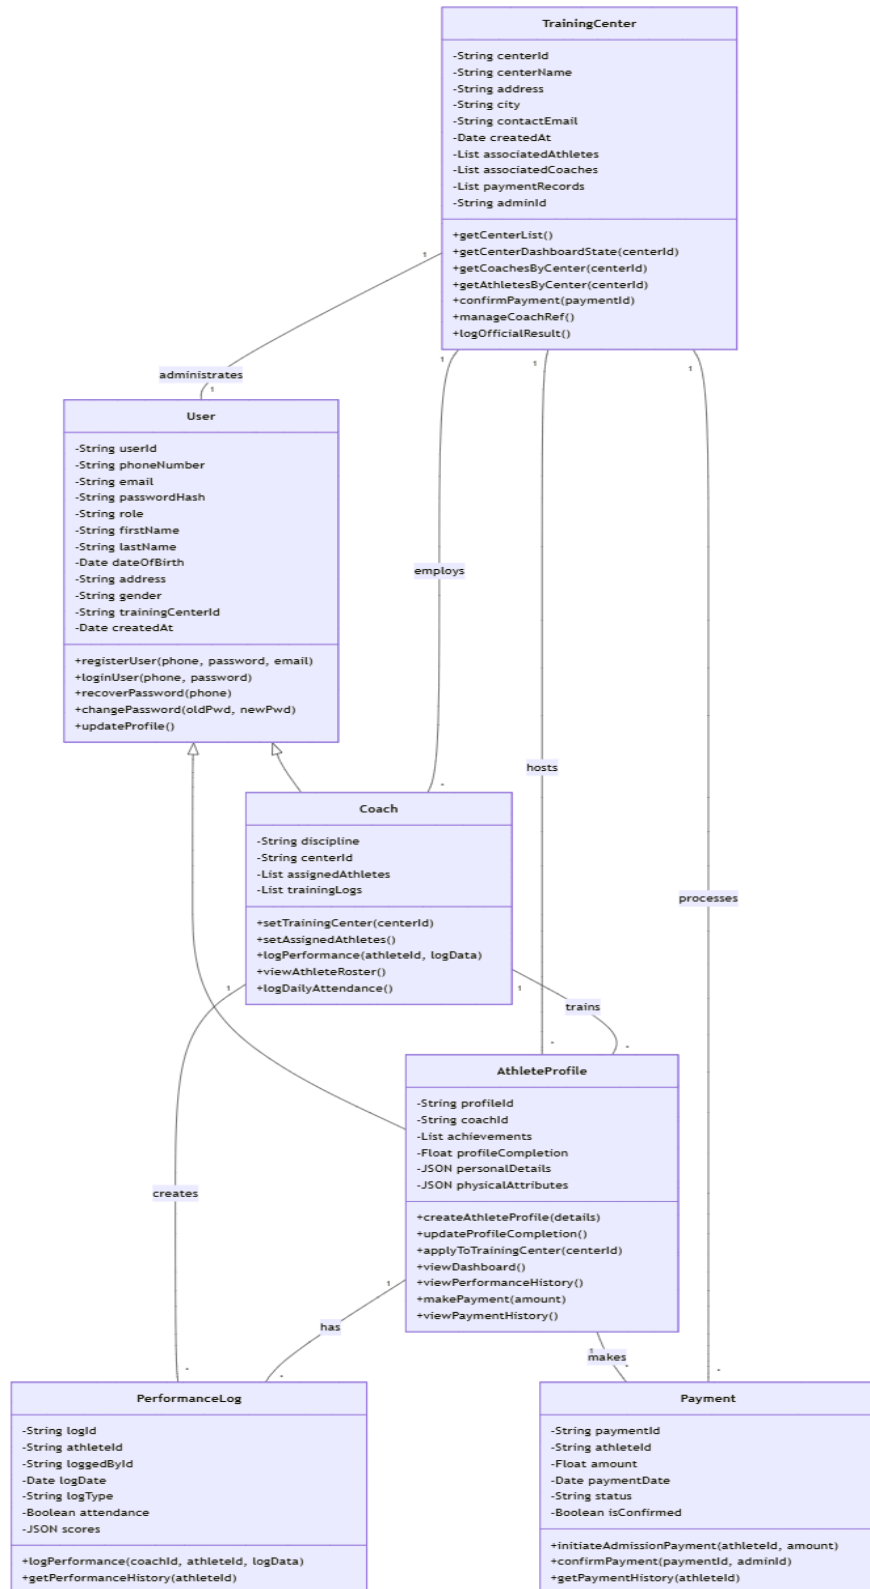 TrainingCenter
-String centerId
-String centerName
-String address
-String city
-String contactEmail
-Date createdAt
-List associatedAthletes
-List associatedCoaches
-List paymentRecords
-String adminId
+getCenterList()
+getCenterDashboardState(centerId)
+getCoachesByCenter(centerId)
+getAthletesByCenter(centerId)
+confirmPayment(paymentId)
+manageCoachRef()
+logOfficialResult()
1
1
1
1
administrates
1
User
-String userId
-String phoneNumber
-String email
-String passwordHash
-String role
-String firstName
-String lastName
-Date dateOfBirth
-String address
-String gender
-String trainingCenterId
-Date createdAt
+registerUser(phone, password, email)
+loginUser(phone, password)
+recoverPassword(phone)
+changePassword(oldPwd, newPwd)
+updateProfile()
employs
hosts
processes
*
Coach
-String discipline
-String centerId
-List assignedAthletes
-List trainingLogs
+setTrainingCenter(centerId)
+setAssignedAthletes()
+logPerformance(athleteId, logData)
+viewAthleteRoster()
+logDailyAttendance()
1
1
trains
*
*
AthleteProfile
-String profileId
-String coachId
-List achievements
-Float profileCompletion
-JSON personalDetails
-JSON physicalAttributes
+createAthleteProfile(details)
+updateProfileCompletion()
+applyToTrainingCenter(centerId)
+viewDashboard()
+viewPerformanceHistory()
+makePayment(amount)
+viewPaymentHistory()
creates
1
has
1
makes
*
*
*
*
PerformanceLog
-String logId
-String athleteId
-String loggedById
-Date logDate
-String logType
-Boolean attendance
-JSON scores
+logPerformance(coachId, athleteId, logData)
+getPerformanceHistory(athleteId)
Payment
-String paymentId
-String athleteId
-Float amount
-Date paymentDate
-String status
-Boolean isConfirmed
+initiateAdmissionPayment(athleteId, amount)
+confirmPayment(paymentId, adminId)
+getPaymentHistory(athleteId)